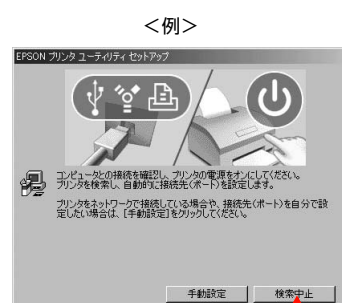 ＜例＞
EPSON プリンタ ユーティリティ セットアップ
コンピュータとの接続を確認し、プリンタの電源をオンにしてください。
プリンタを検索し、自動的に接続先（ポート）を設定します。
プリンタをネットワークで接続している場合や、接続先（ポート）を自分で設
定したい場合は、［手動設定］をクリックしてください。
手動設定
検索中止